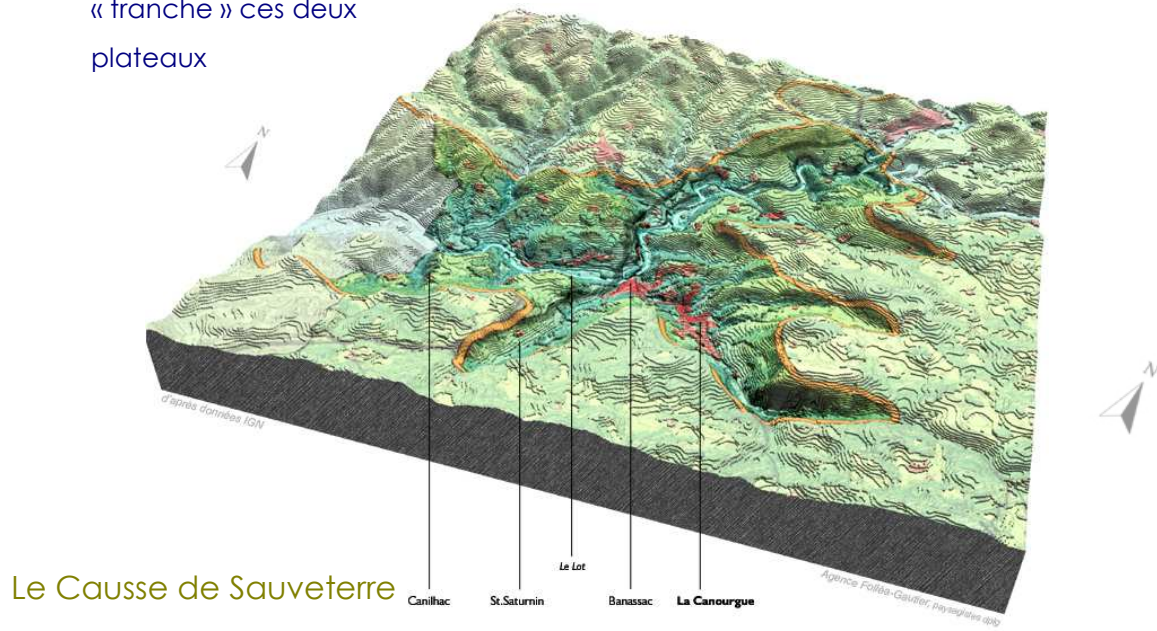 « tranche » ces deux
plateaux
N
N
d'après données IGN
Le Lot
Agence Folléa-Gautier, paysagistes dplg
Le Causse de Sauveterre
Canilhac St.Saturnin Banassac La Canourgue